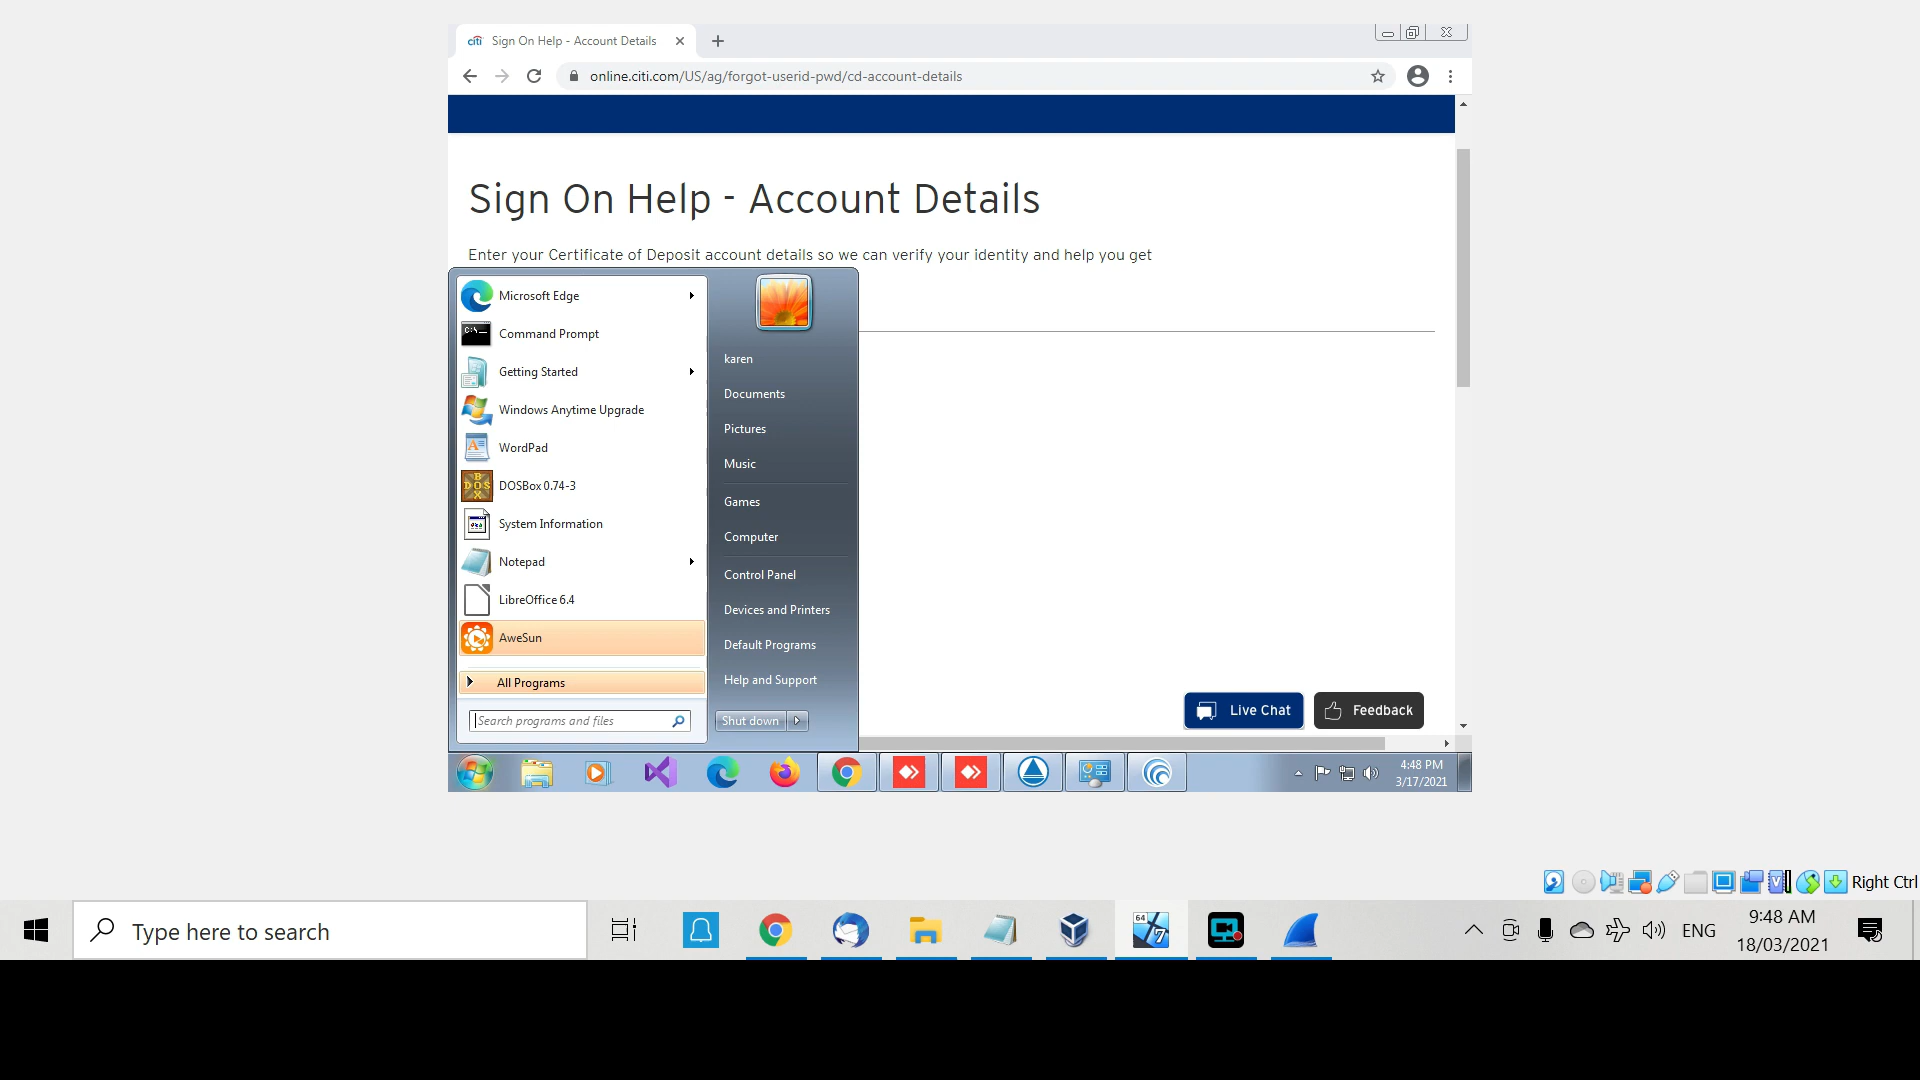 citi Sign On Help - Account Details
online.citi.com/US/ag/forgot-userid-pwd/cd-account-details
Sign On Help - Account Details
Enter your Certificate of Deposit account details so we can verify your identity and help you get
Microsoft Edge
Command Prompt
Getting Started
Windows Anytime Upgrade
WordPad
DOSBox 0.74-3
System Information
Notepad
LibreOffice 6.4
AweSun
All Programs
Search programs and files
karen
Documents
Pictures
Music
Games
Computer
Control Panel
Devices and Printers
Default Programs
Help and Support
Shut down
Live Chat
Feedback
4:48 PM
3/17/2021
Right Ctrl
Type here to search
64
7
ENG
9:48 AM
18/03/2021